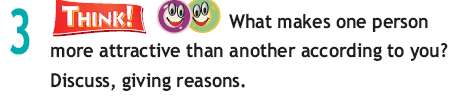 3 THINK! What makes one person
more attractive than another according to you?
Discuss, giving reasons.